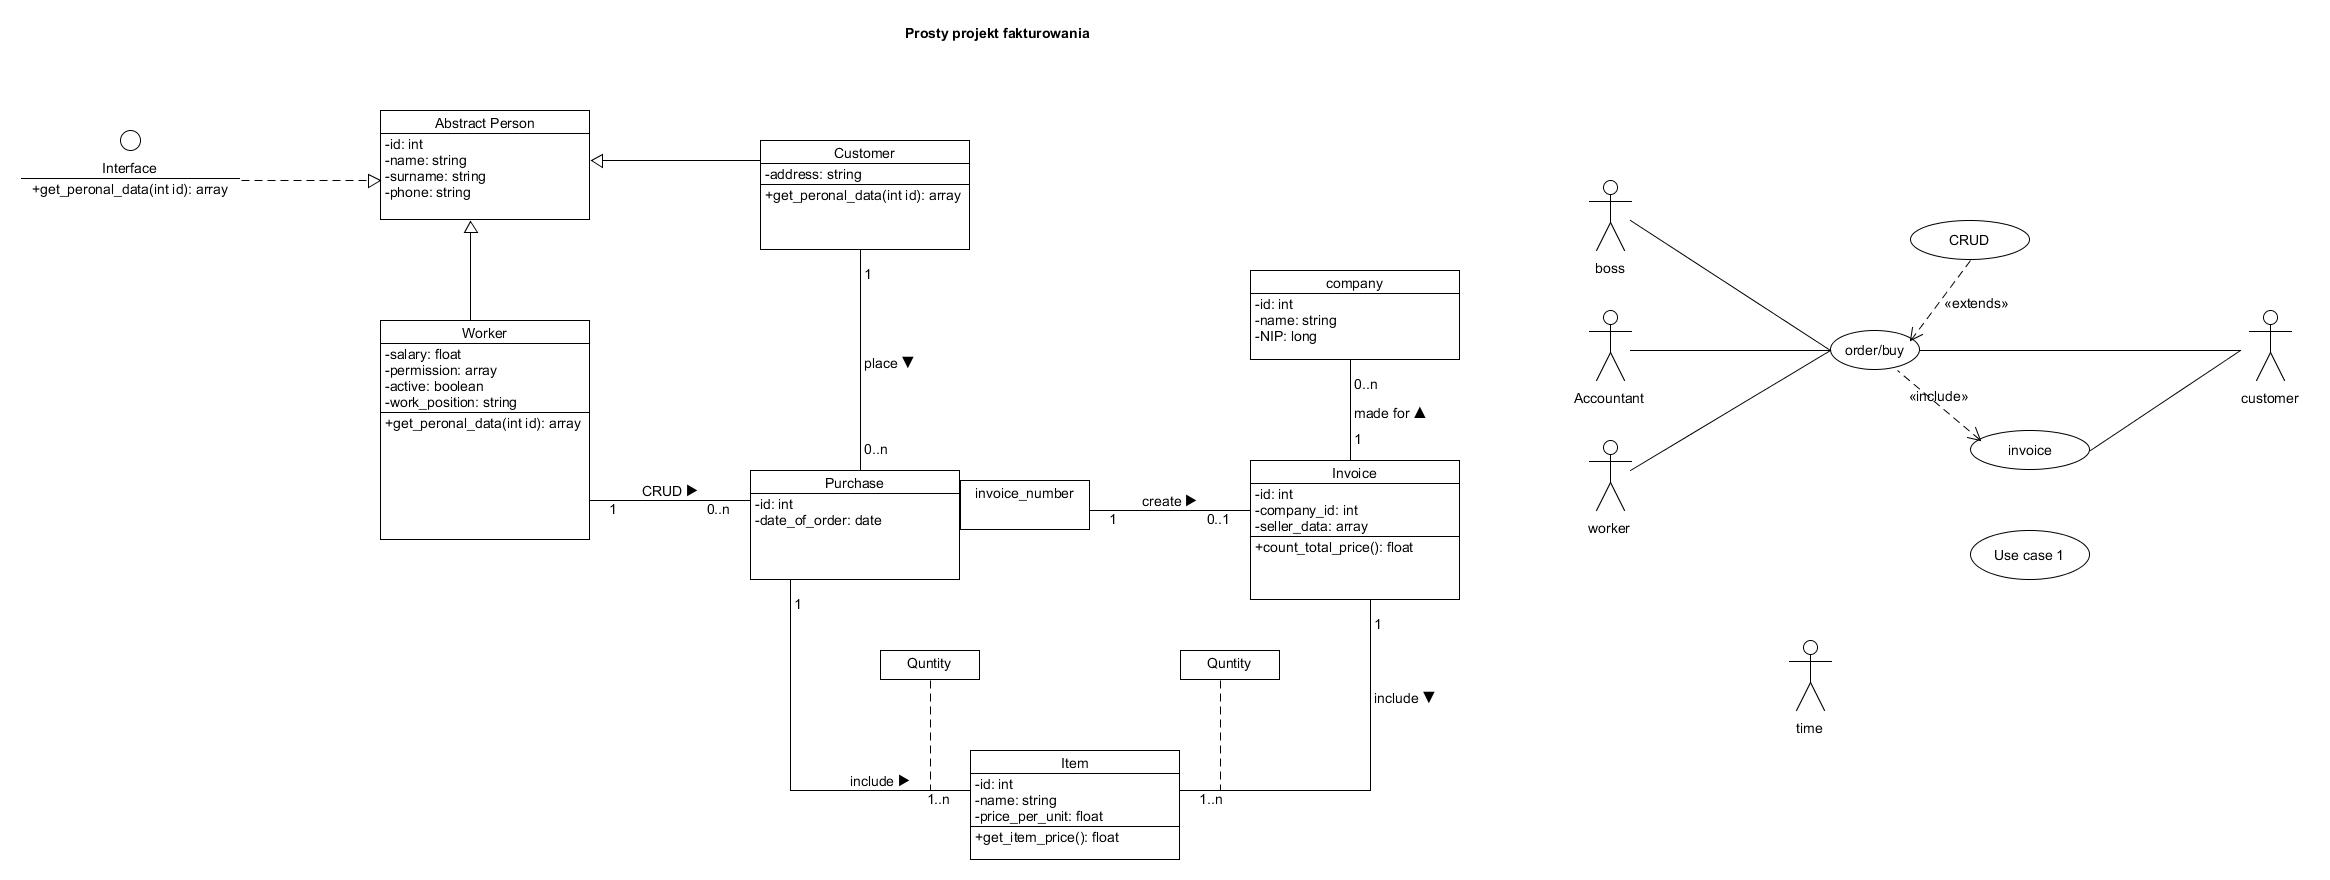 Prosty projekt fakturowania
Interface
+get_peronal_data(int id): array
Abstract Person
-id: int
-name: string
-surname: string
-phone: string
Customer
-address: string
+get_peronal_data(int id): array
Worker
-salary: float
-permission: array
-active: boolean
-work_position: string
+get_peronal_data(int id): array
1
place ▼
0..n
CRUD ►
1
0..n
Purchase
-id: int
-date_of_order: date
invoice_number
create ►
1
0..1
company
-id: int
-name: string
-NIP: long
0..n
made for ▲
1
Invoice
-id: int
-company_id: int
-seller_data: array
+count_total_price(): float
1
1
Quntity
Quntity
include ▼
include ►
1..n
1..n
Item
-id: int
-name: string
-price_per_unit: float
+get_item_price(): float
boss
Accountant
worker
CRUD
«extends»
order/buy
«include»
invoice
customer
Use case 1
time